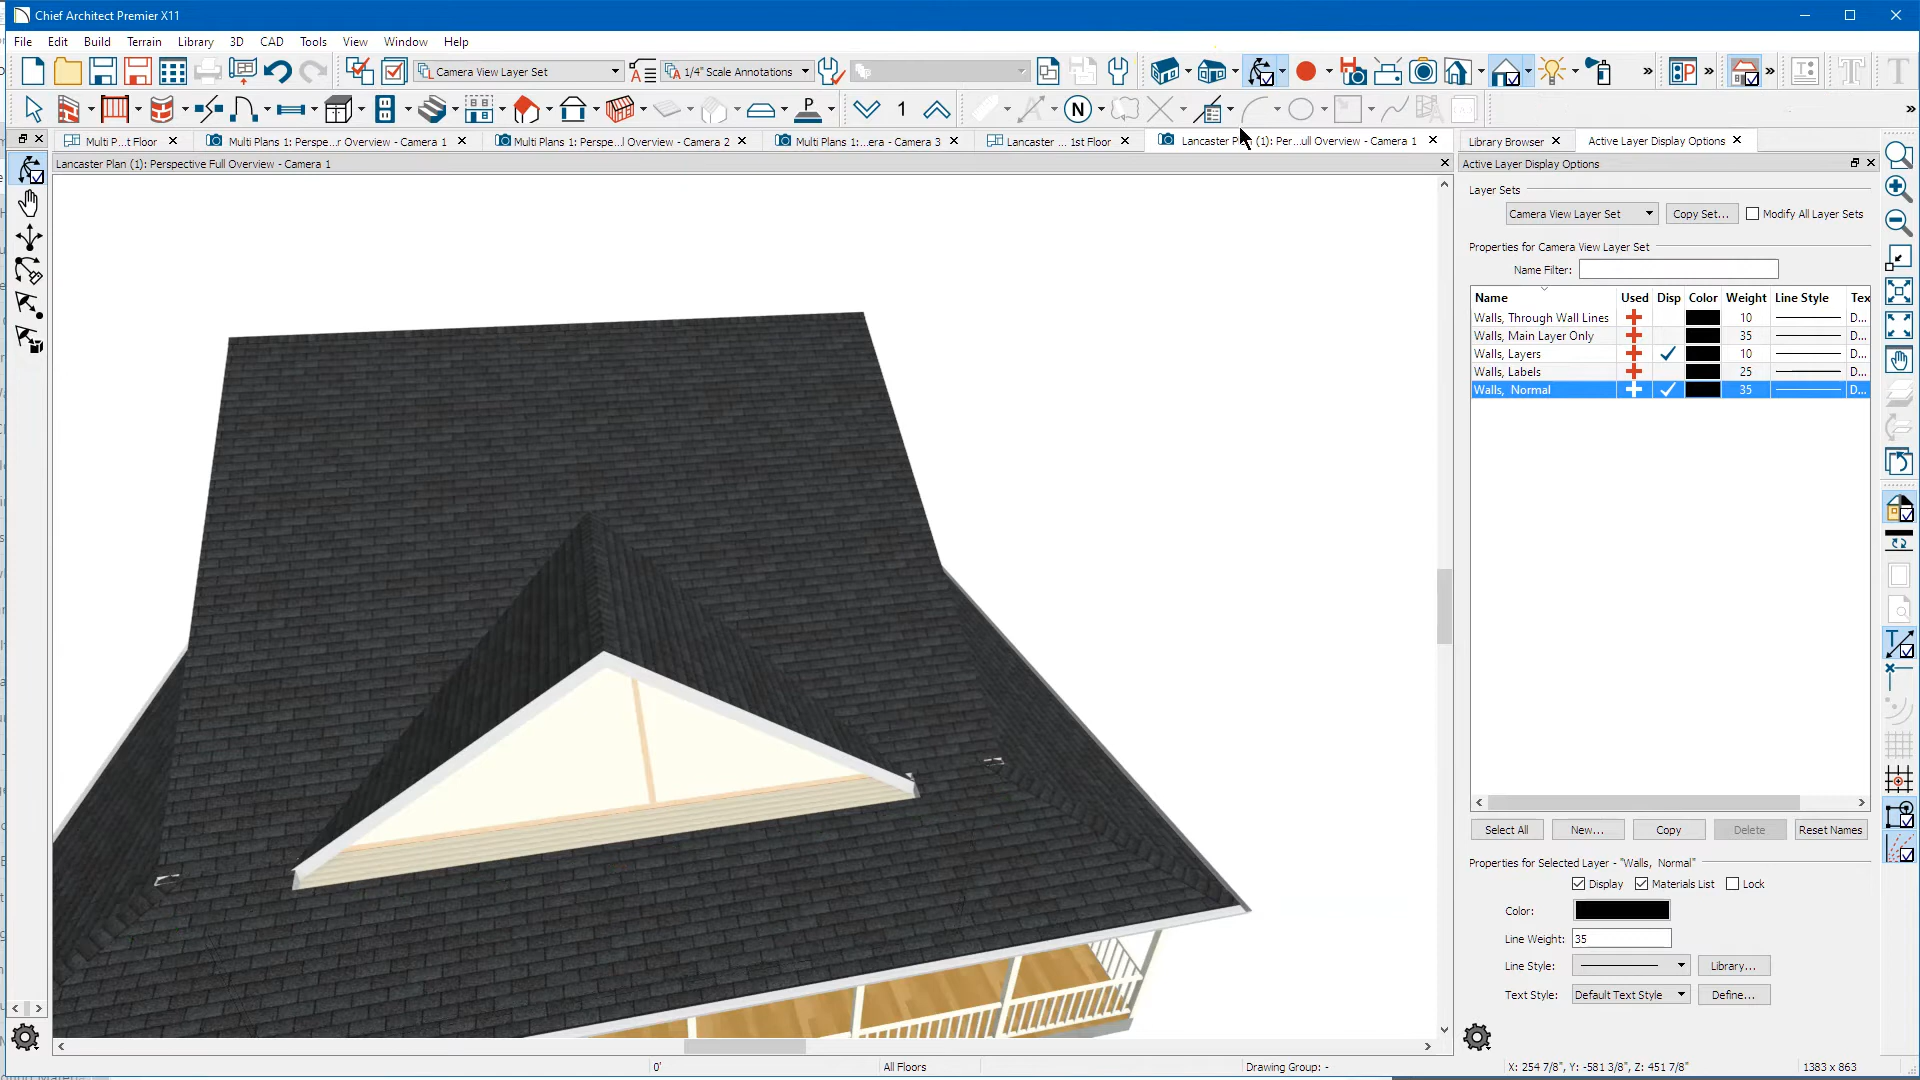 Chief Architect Premier X11
File Edit Build Terrain Library 3D CAD Tools View Window Help
Camera View Layer Set
1/4" Scale Annotations
1
N
P
Multi P...t Floor
Multi Plans 1: Perspe...r Overview - Camera 1
Multi Plans 1: Perspe...l Overview - Camera 2
Multi Plans 1:...era - Camera 3
Lancaster ... 1st Floor
Lancaster Pl (1): Per...ull Overview - Camera 1
Library Browser
Active Layer Display Options
Lancaster Plan (1): Perspective Full Overview - Camera 1
Active Layer Display Options
Layer Sets
Camera View Layer Set
Copy Set...
Modify All Layer Sets
Properties for Camera View Layer Set
Name Filter:
Name Used Disp Color Weight Line Style Tex
Walls, Through Wall Lines 10 D...
Walls, Main Layer Only 35 D...
Walls, Layers 10 D...
Walls, Labels 25 D...
Walls, Normal 35 D...
Select All New... Copy Delete Reset Names
Properties for Selected Layer - "Walls, Normal"
Display Materials List Lock
Color:
Line Weight: 35
Line Style: Library...
Text Style: Default Text Style Define...
0'
All Floors
Drawing Group: -
X: 254 7/8", Y: -581 3/8", Z: 451 7/8"
1383 x 863